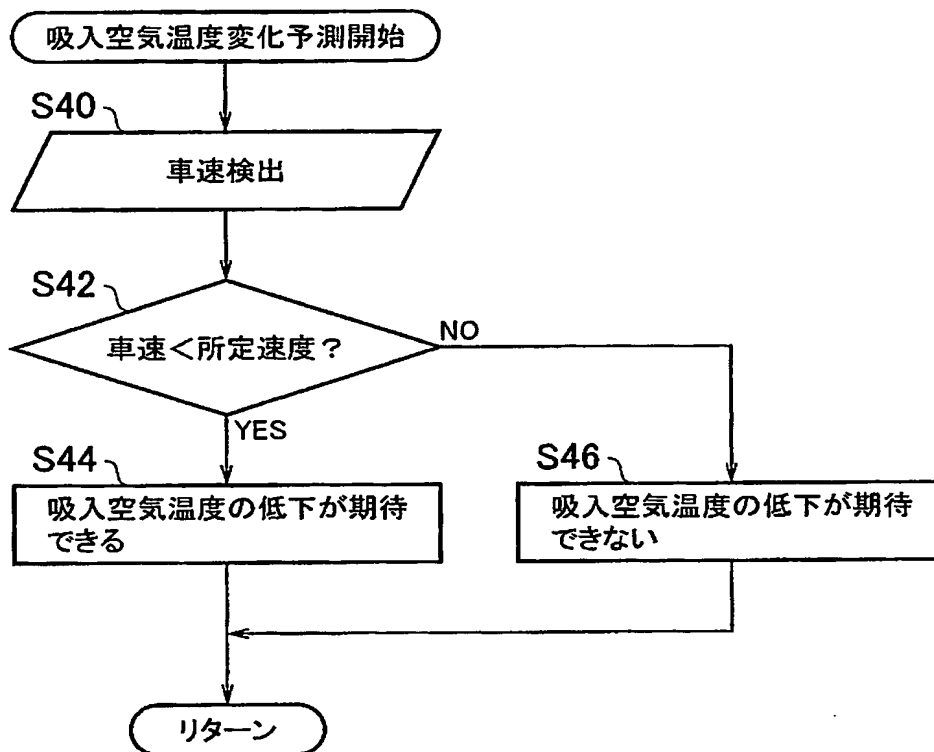 吸入空気温度変化予測開始
S40
車速検出
S42
車速＜所定速度？
NO
YES
S44
吸入空気温度の低下が期待
できる
S46
吸入空気温度の低下が期待
できない
リターン